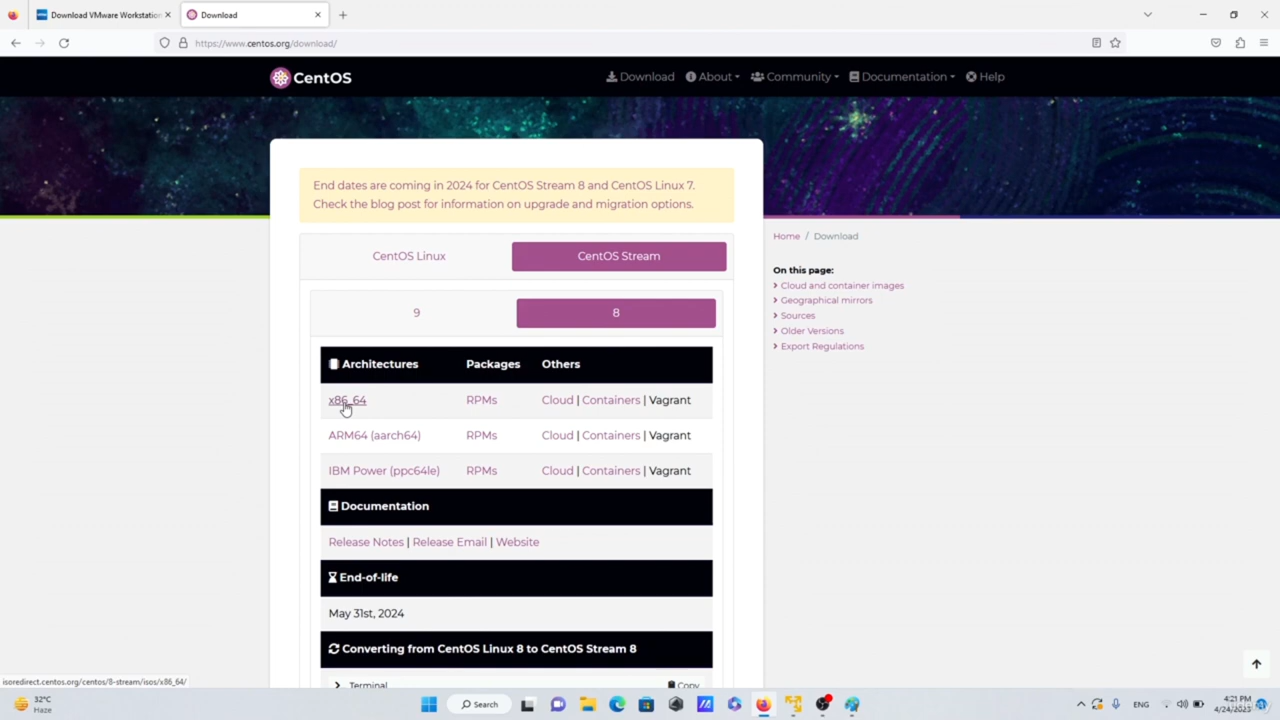 Download VMware Workstation
Download
https://www.centos.org/download/
CentOS
Download
About
Community
Documentation
Help
End dates are coming in 2024 for CentOS Stream 8 and CentOS Linux 7.
Check the blog post for information on upgrade and migration options.
CentOS Linux
CentOS Stream
9
8
Architectures Packages Others
x86_64 RPMs Cloud | Containers | Vagrant
ARM64 (aarch64) RPMs Cloud | Containers | Vagrant
IBM Power (ppc64le) RPMs Cloud | Containers | Vagrant
Documentation
Release Notes | Release Email | Website
End-of-life
May 31st, 2024
Converting from CentOS Linux 8 to CentOS Stream 8
Terminal Copy
Home / Download
On this page:
Cloud and container images
Geographical mirrors
Sources
Older Versions
Export Regulations
isoredirect.centos.org/centos/8-stream/isos/x86_64/
32°C
Haze
Search
ENG
4:21 PM
4/24/2023